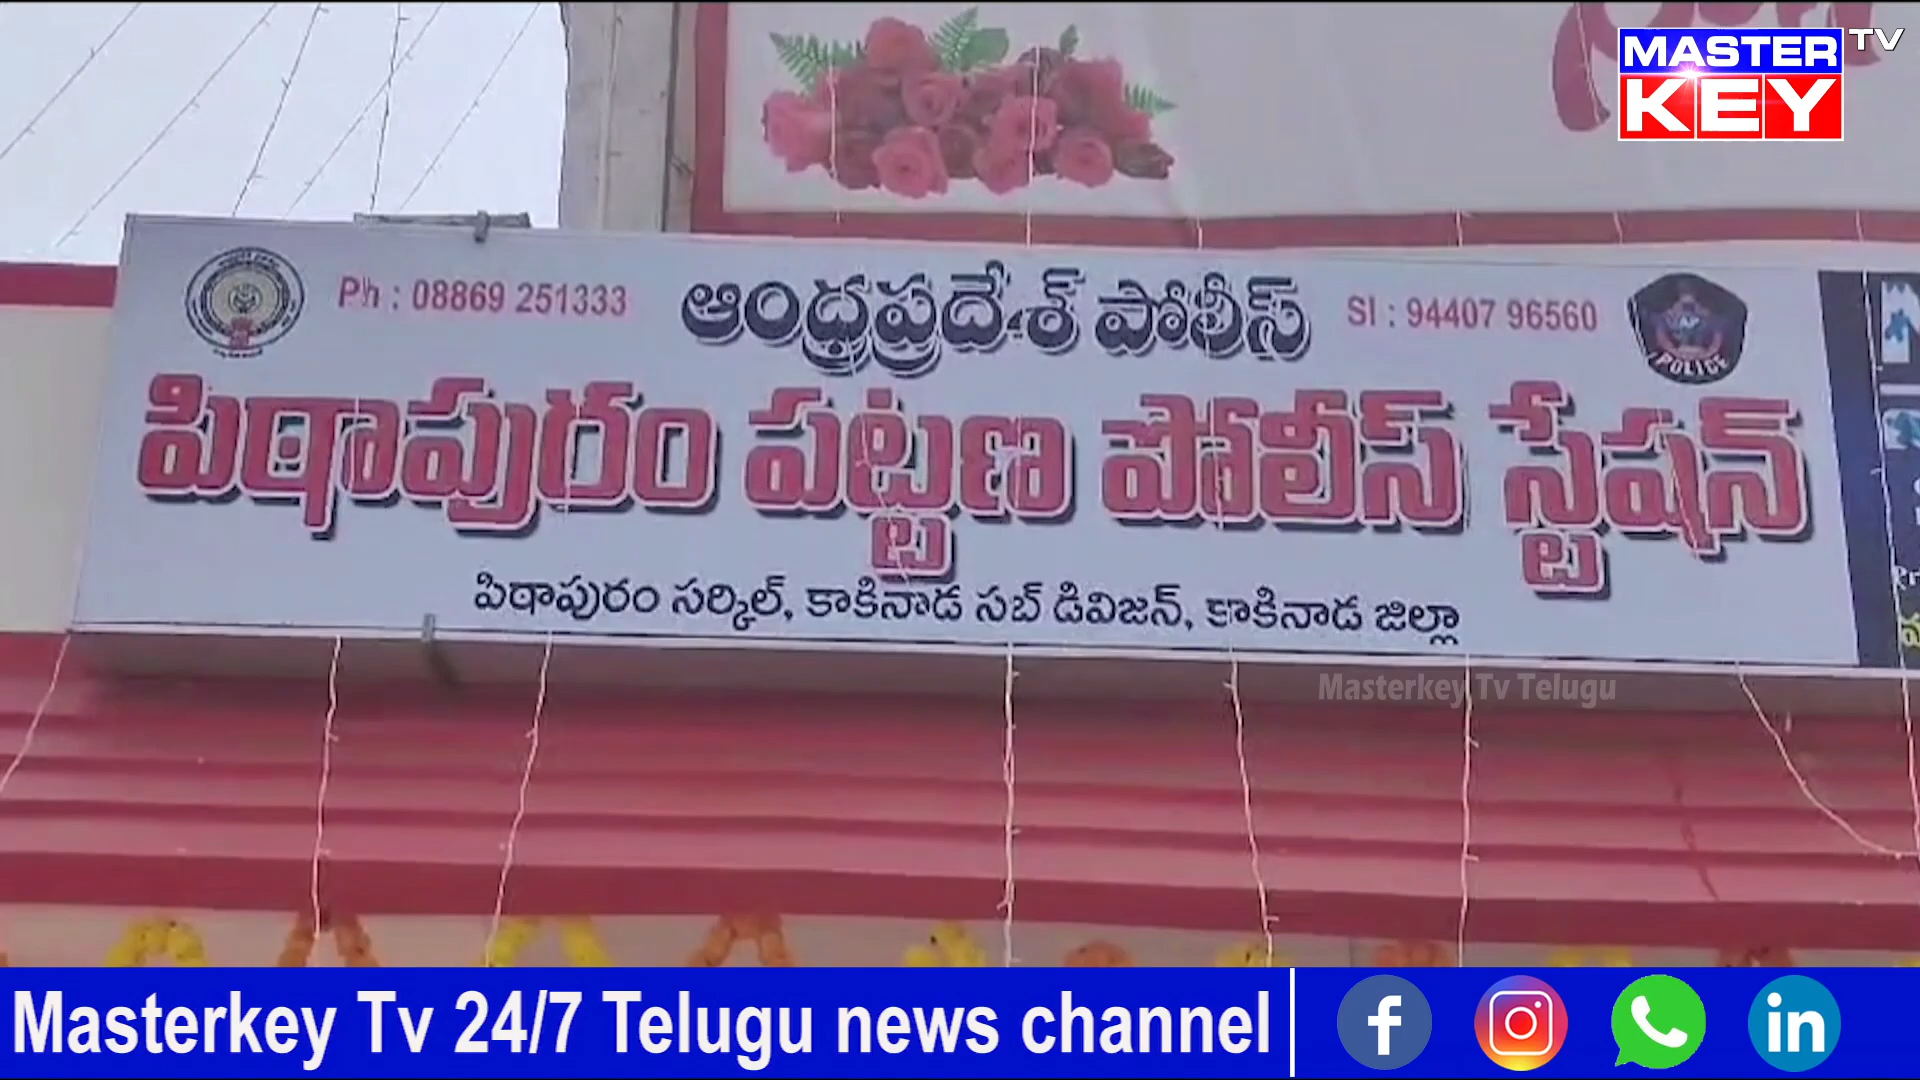 MASTER TV
KEY
Ph : 08869 251333
ఆంధ్రప్రదేశ్ పోలీస్
SI : 94407 96560
AP
POLICE
పిఠాపురం పట్టణ పోలీస్ స్టేషన్
పిఠాపురం సర్కిల్, కాకినాడ సబ్ డివిజన్, కాకినాడ జిల్లా
Masterkey Tv Telugu
Masterkey Tv 24/7 Telugu news channel